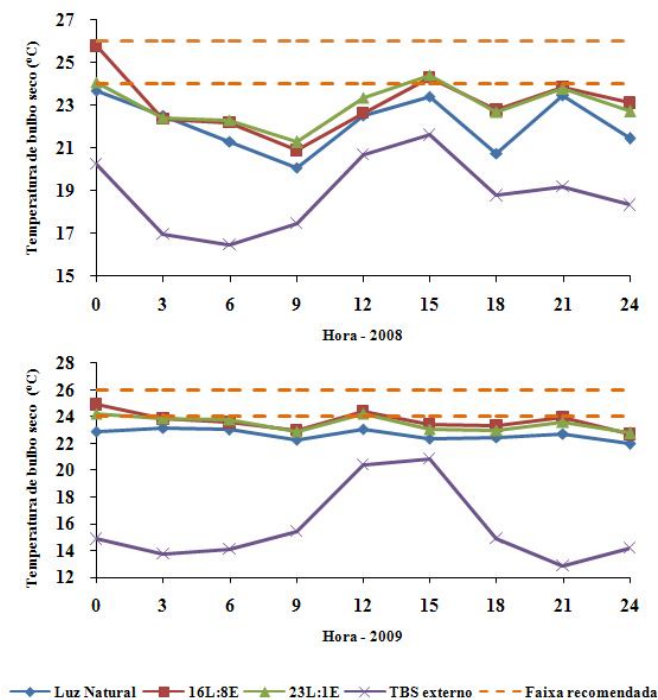 Temperatura de bulbo seco (ºC)
27
25
23
21
19
17
15
0 3 6 9 12 15 18 21 24
Hora - 2008
Temperatura de bulbo seco (ºC)
28
26
24
22
20
18
16
14
12
0 3 6 9 12 15 18 21 24
Hora - 2009
Luz Natural 16L:8E 23L:1E TBS externo Faixa recomendada